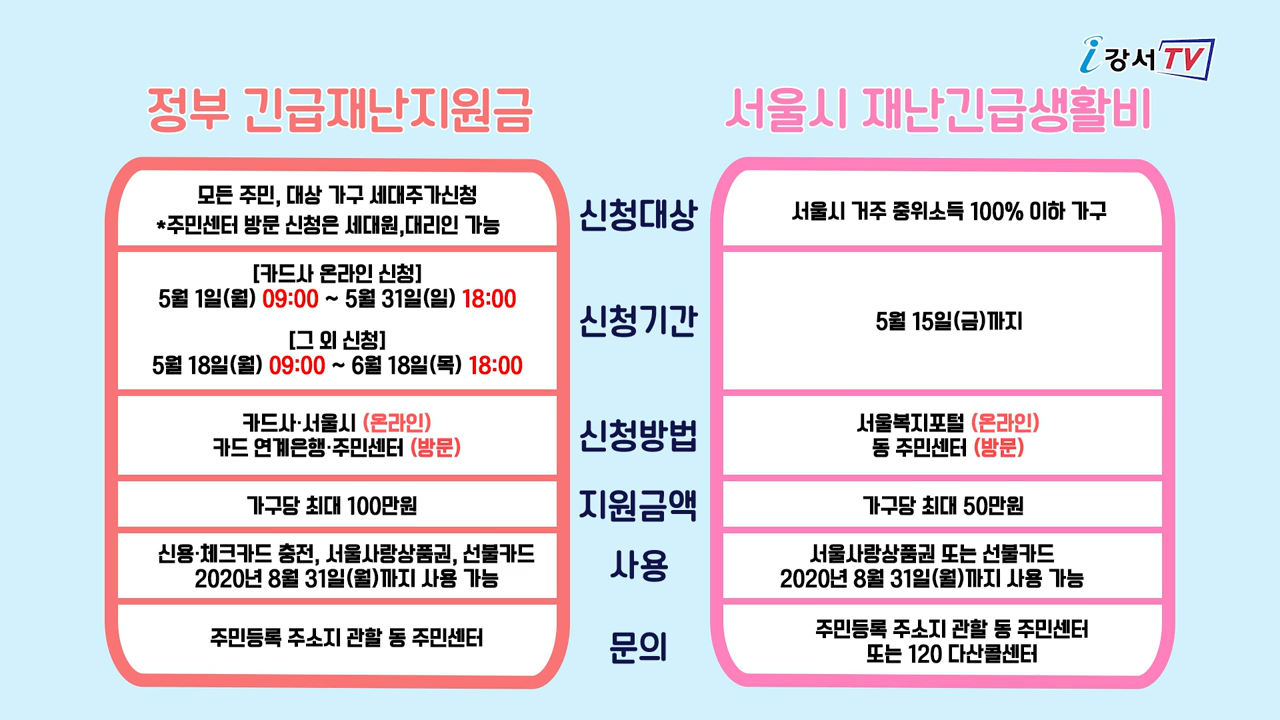 i 강서 TV
정부 긴급재난지원금
서울시 재난긴급생활비
모든 주민, 대상 가구 세대주가신청
*주민센터 방문 신청은 세대원,대리인 가능
신청대상
서울시 거주 중위소득 100% 이하 가구
[카드사 온라인 신청]
5월 1일(월) 09:00 ~ 5월 31일(일) 18:00
[그 외 신청]
5월 18일(월) 09:00 ~ 6월 18일(목) 18:00
신청기간
5월 15일(금)까지
카드사·서울시 (온라인)
카드 연계은행·주민센터 (방문)
신청방법
서울복지포털 (온라인)
동 주민센터 (방문)
가구당 최대 100만원
지원금액
가구당 최대 50만원
신용·체크카드 충전, 서울사랑상품권, 선불카드
2020년 8월 31일(월)까지 사용 가능
사용
서울사랑상품권 또는 선불카드
2020년 8월 31일(월)까지 사용 가능
주민등록 주소지 관할 동 주민센터
문의
주민등록 주소지 관할 동 주민센터
또는 120 다산콜센터